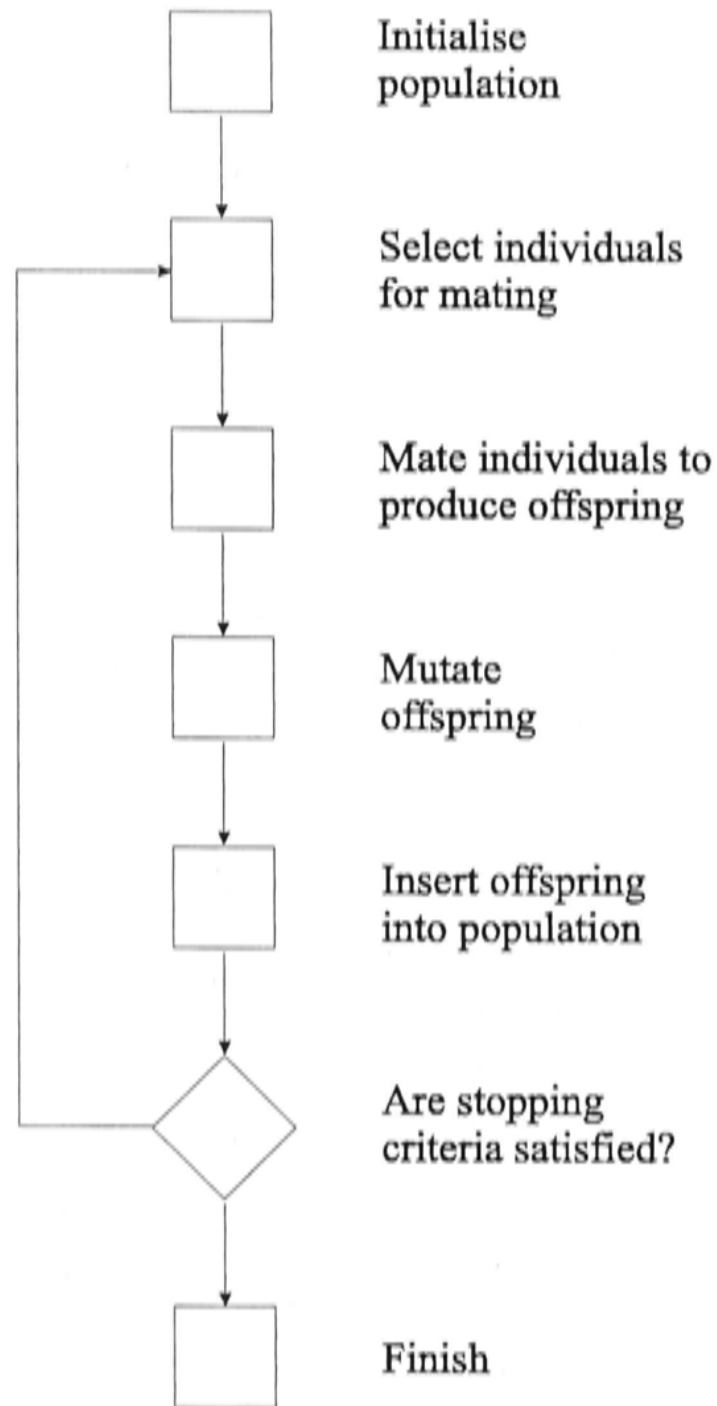 Initialise
population
Select individuals
for mating
Mate individuals to
produce offspring
Mutate
offspring
Insert offspring
into population
Are stopping
criteria satisfied?
Finish